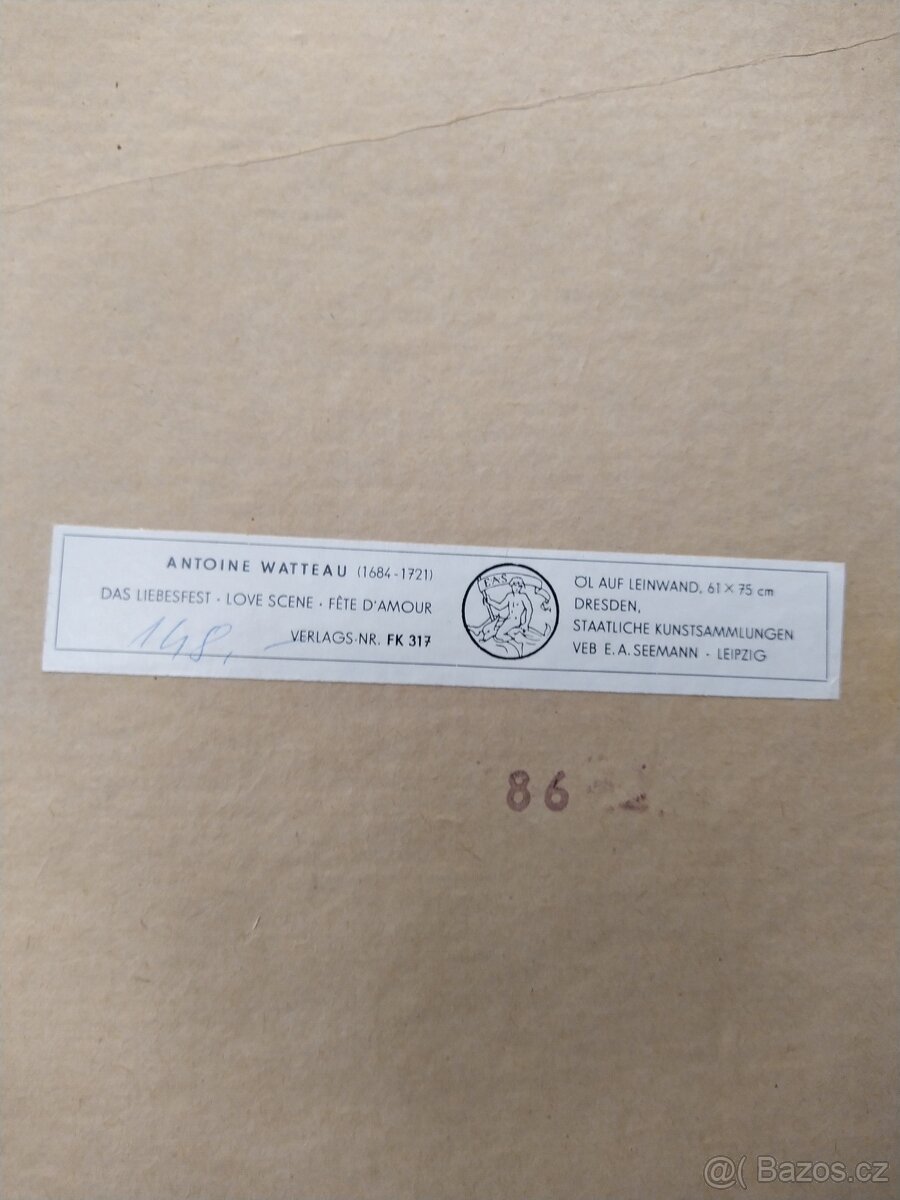 ANTOINE WATTEAU (1684-1721)
DAS LIEBESFEST · LOVE SCENE · FÊTE D'AMOUR
148,–
VERLAGS-NR. FK 317
EAS
ÖL AUF LEINWAND, 61 × 75 cm
DRESDEN,
STAATLICHE KUNSTSAMMLUNGEN
VEB E. A. SEEMANN · LEIPZIG
86
@( Bazos.cz